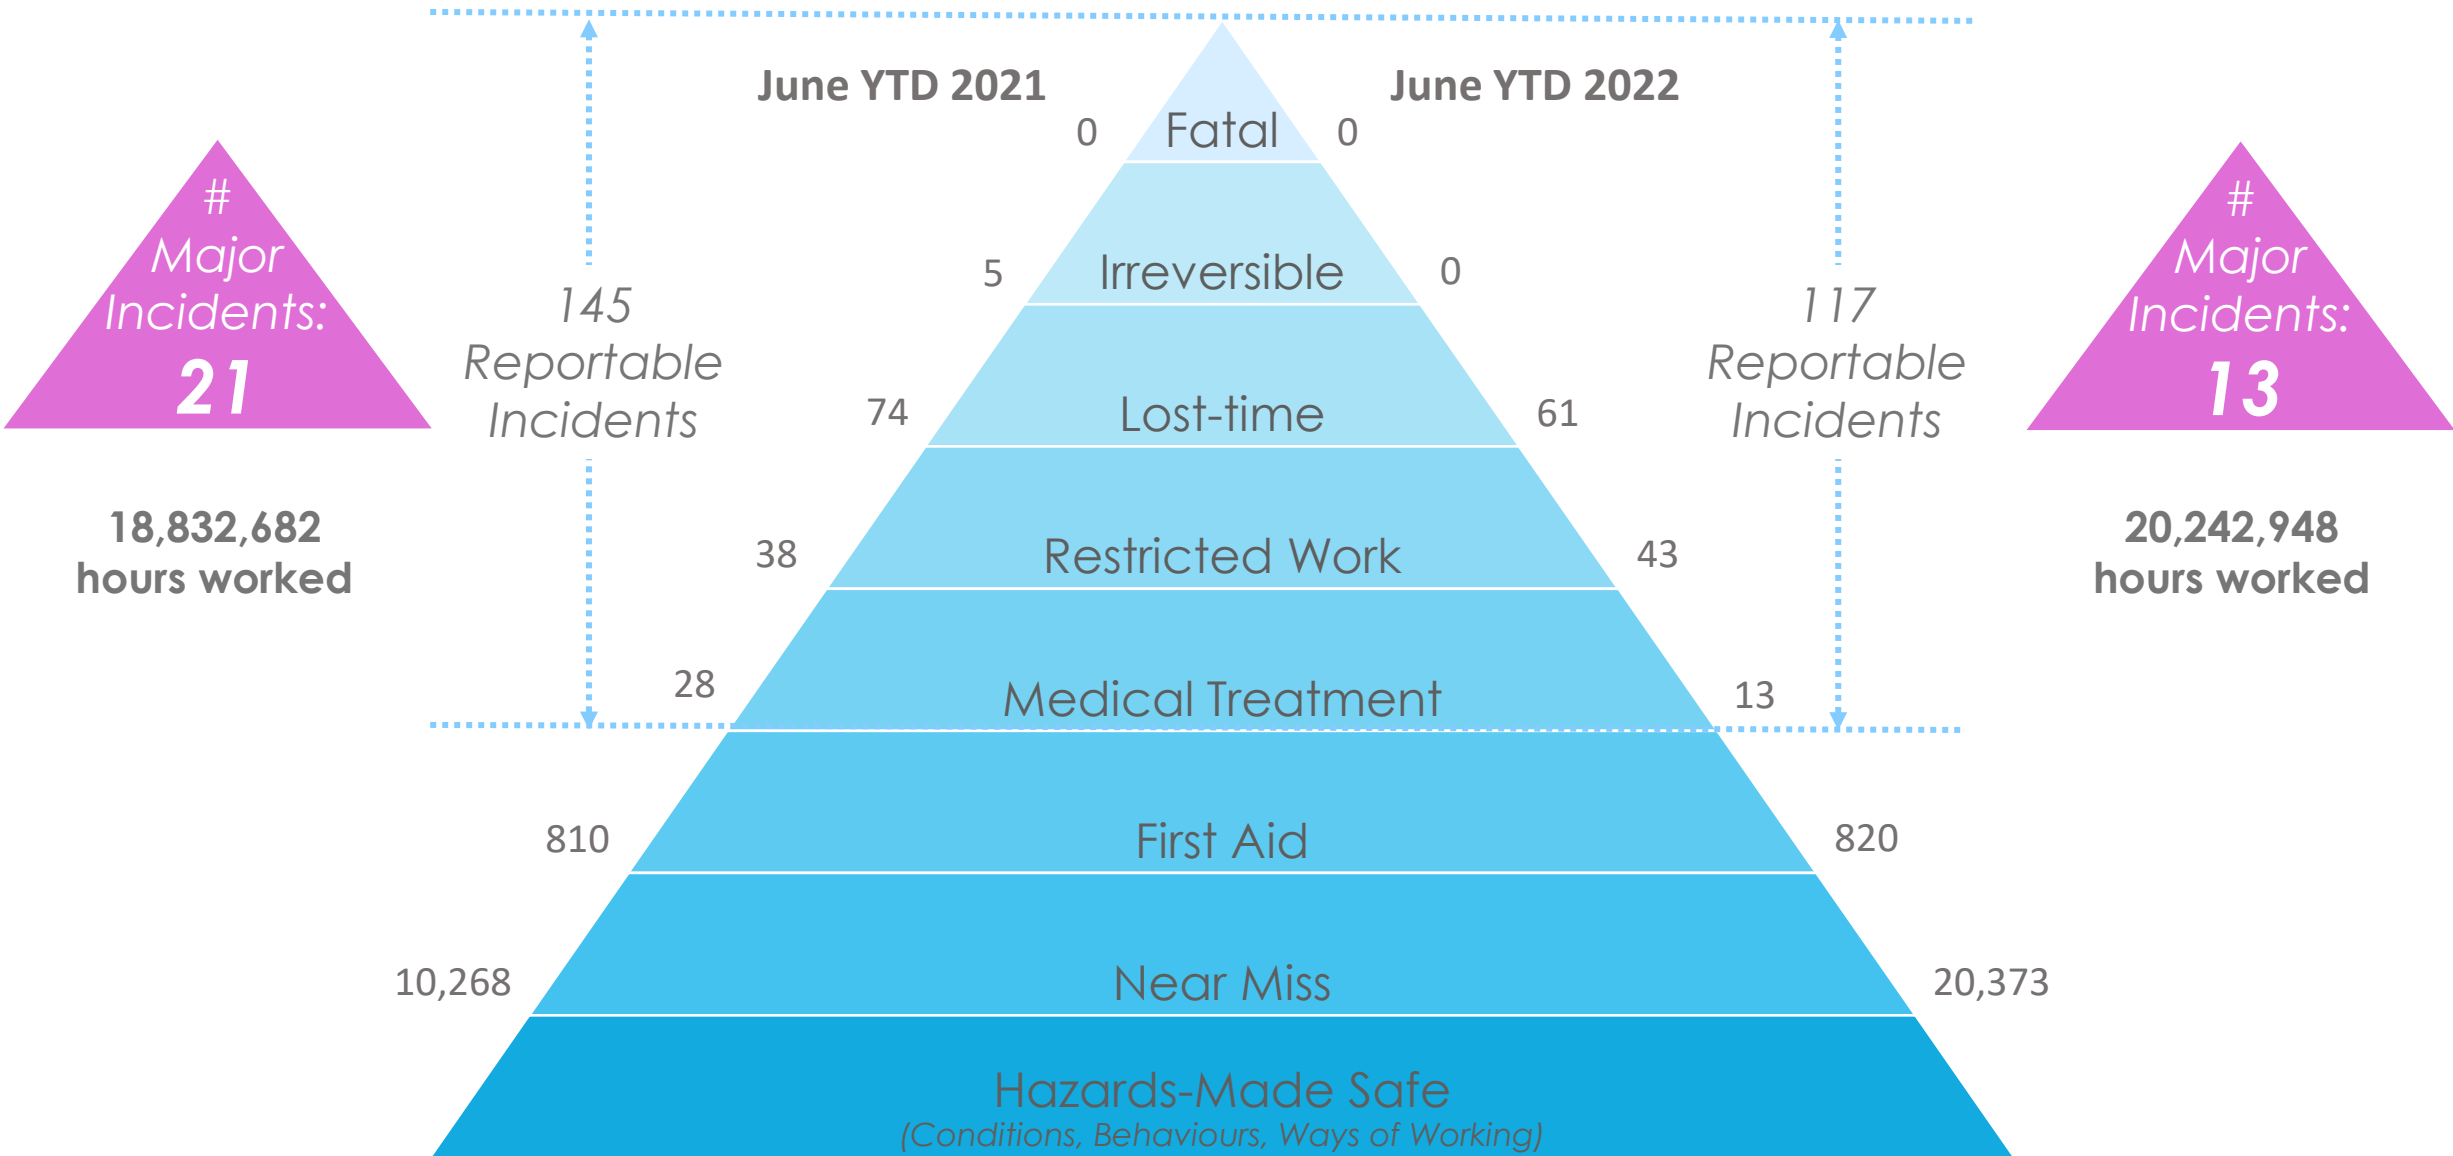 June YTD 2021
June YTD 2022
0
Fatal
0
#
Major
Incidents:
21
18,832,682
hours worked
145
Reportable
Incidents
5
Irreversible
0
74
Lost-time
61
38
Restricted Work
43
28
Medical Treatment
13
117
Reportable
Incidents
#
Major
Incidents:
13
20,242,948
hours worked
810
First Aid
820
10,268
Near Miss
20,373
Hazards-Made Safe
(Conditions, Behaviours, Ways of Working)